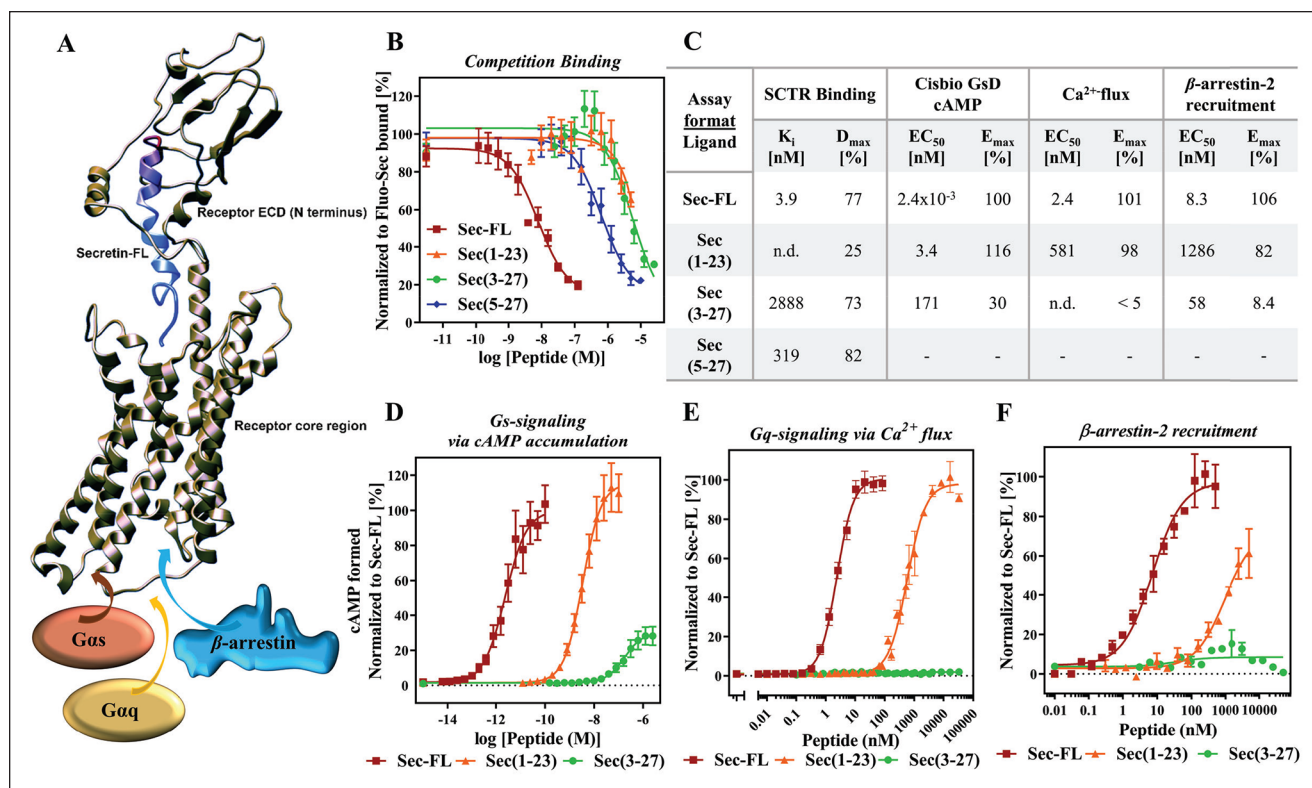 A
Receptor ECD (N terminus)
Secretin-FL
Receptor core region
Gαs
β-arrestin
Gαq
B
Competition Binding
Normalized to Fluo-Sec bound [%]
120
100
80
60
40
20
0
Sec-FL
Sec(1-23)
Sec(3-27)
Sec(5-27)
-11 -10 -9 -8 -7 -6 -5 -4
log [Peptide (M)]
C
Assay format Ligand
SCTR Binding
Cisbio GsD cAMP
Ca²⁺-flux
β-arrestin-2 recruitment
Ki [nM] Dmax [%] EC50 [nM] Emax [%] EC50 [nM] Emax [%] EC50 [nM] Emax [%]
Sec-FL 3.9 77 2.4x10⁻³ 100 2.4 101 8.3 106
Sec (1-23) n.d. 25 3.4 116 581 98 1286 82
Sec (3-27) 2888 73 171 30 n.d. < 5 58 8.4
Sec (5-27) 319 82 - - - - - -
D
Gs-signaling
via cAMP accumulation
cAMP formed
Normalized to Sec-FL [%]
120
100
80
60
40
20
0
-14 -12 -10 -8 -6
log [Peptide (M)]
Sec-FL Sec(1-23) Sec(3-27)
E
Gq-signaling via Ca²⁺ flux
Normalized to Sec-FL [%]
100
80
60
40
20
0
0.01 0.1 1 10 100 1000 10000 100000
Peptide (nM)
Sec-FL Sec(1-23) Sec(3-27)
F
β-arrestin-2 recruitment
Normalized to Sec-FL [%]
100
80
60
40
20
0
0.01 0.1 1 10 100 1000 10000
Peptide (nM)
Sec-FL Sec(1-23) Sec(3-27)